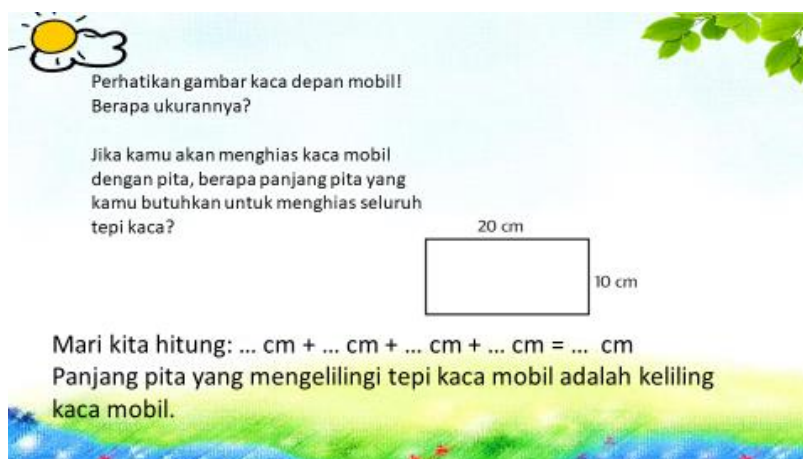 Perhatikan gambar kaca depan mobil!
Berapa ukurannya?
Jika kamu akan menghias kaca mobil
dengan pita, berapa panjang pita yang
kamu butuhkan untuk menghias seluruh
tepi kaca?
20 cm
10 cm
Mari kita hitung: ... cm + ... cm + ... cm + ... cm = ... cm
Panjang pita yang mengelilingi tepi kaca mobil adalah keliling
kaca mobil.